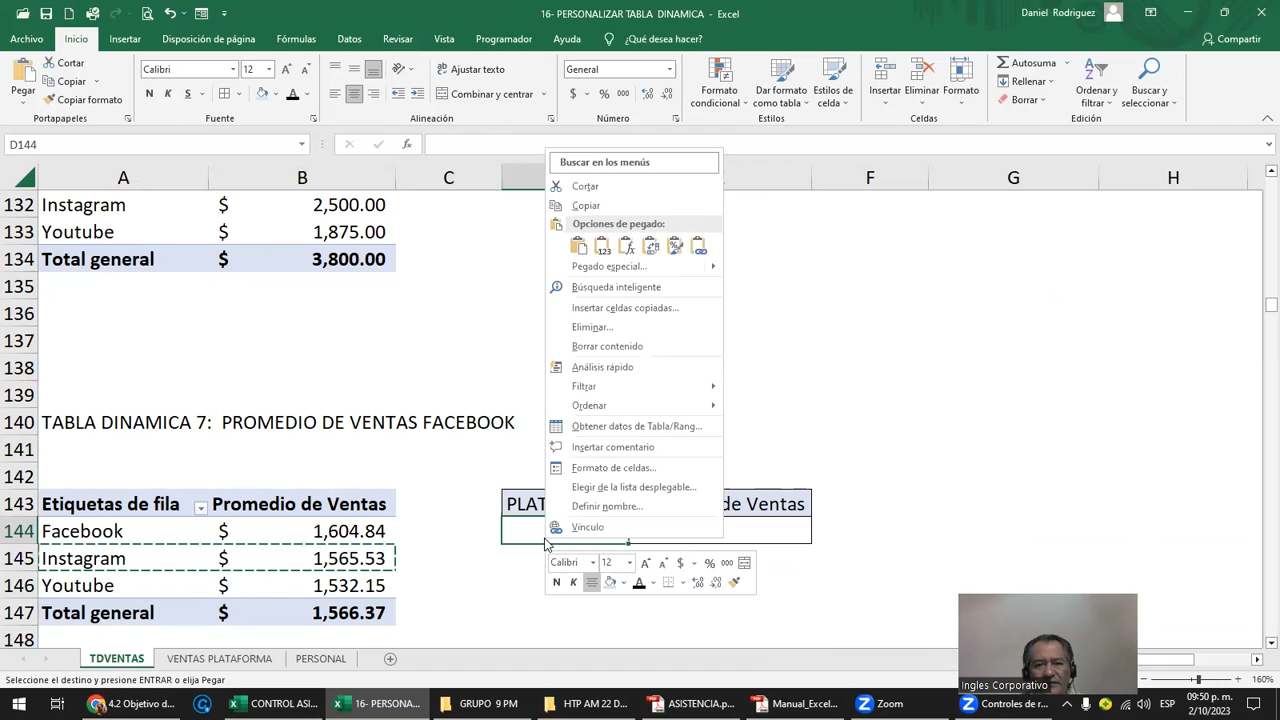 16- PERSONALIZAR TABLA DINAMICA - Excel
Daniel Rodriguez
Archivo Inicio Insertar Disposición de página Fórmulas Datos Revisar Vista Programador Ayuda ¿Qué desea hacer? Compartir
Pegar
Cortar
Copiar
Copiar formato
Portapapeles
Calibri 12
N K S
Fuente
Ajustar texto
Combinar y centrar
Alineación
General
$ % 000
Número
Formato condicional
Dar formato como tabla
Estilos de celda
Estilos
Insertar Eliminar Formato
Celdas
Autosuma
Rellenar
Borrar
Ordenar y filtrar
Buscar y seleccionar
Edición
D144
fx
A B C F G H
132 Instagram $ 2,500.00
133 Youtube $ 1,875.00
134 Total general $ 3,800.00
135
136
137
138
139
140 TABLA DINAMICA 7: PROMEDIO DE VENTAS FACEBOOK
141
142
143 Etiquetas de fila Promedio de Ventas PLAT de Ventas
144 Facebook $ 1,604.84
145 Instagram $ 1,565.53
146 Youtube $ 1,532.15
147 Total general $ 1,566.37
148
Buscar en los menús
Cortar
Copiar
Opciones de pegado:
Pegado especial...
Búsqueda inteligente
Insertar celdas copiadas...
Eliminar...
Borrar contenido
Análisis rápido
Filtrar
Ordenar
Obtener datos de Tabla/Rang...
Insertar comentario
Formato de celdas...
Elegir de la lista desplegable...
Definir nombre...
Vínculo
Calibri 12 $ % 000
N K
TDVENTAS VENTAS PLATAFORMA PERSONAL
Seleccione el destino y presione ENTRAR o elija Pegar
160%
Ingles Corporativo
4.2 Objetivo d...
CONTROL ASI...
16- PERSONA...
GRUPO 9 PM
HTP AM 22 D...
ASISTENCIA.p...
Manual_Exce...
Zoom
Controles de r...
ESP
09:50 p. m.
2/10/2023